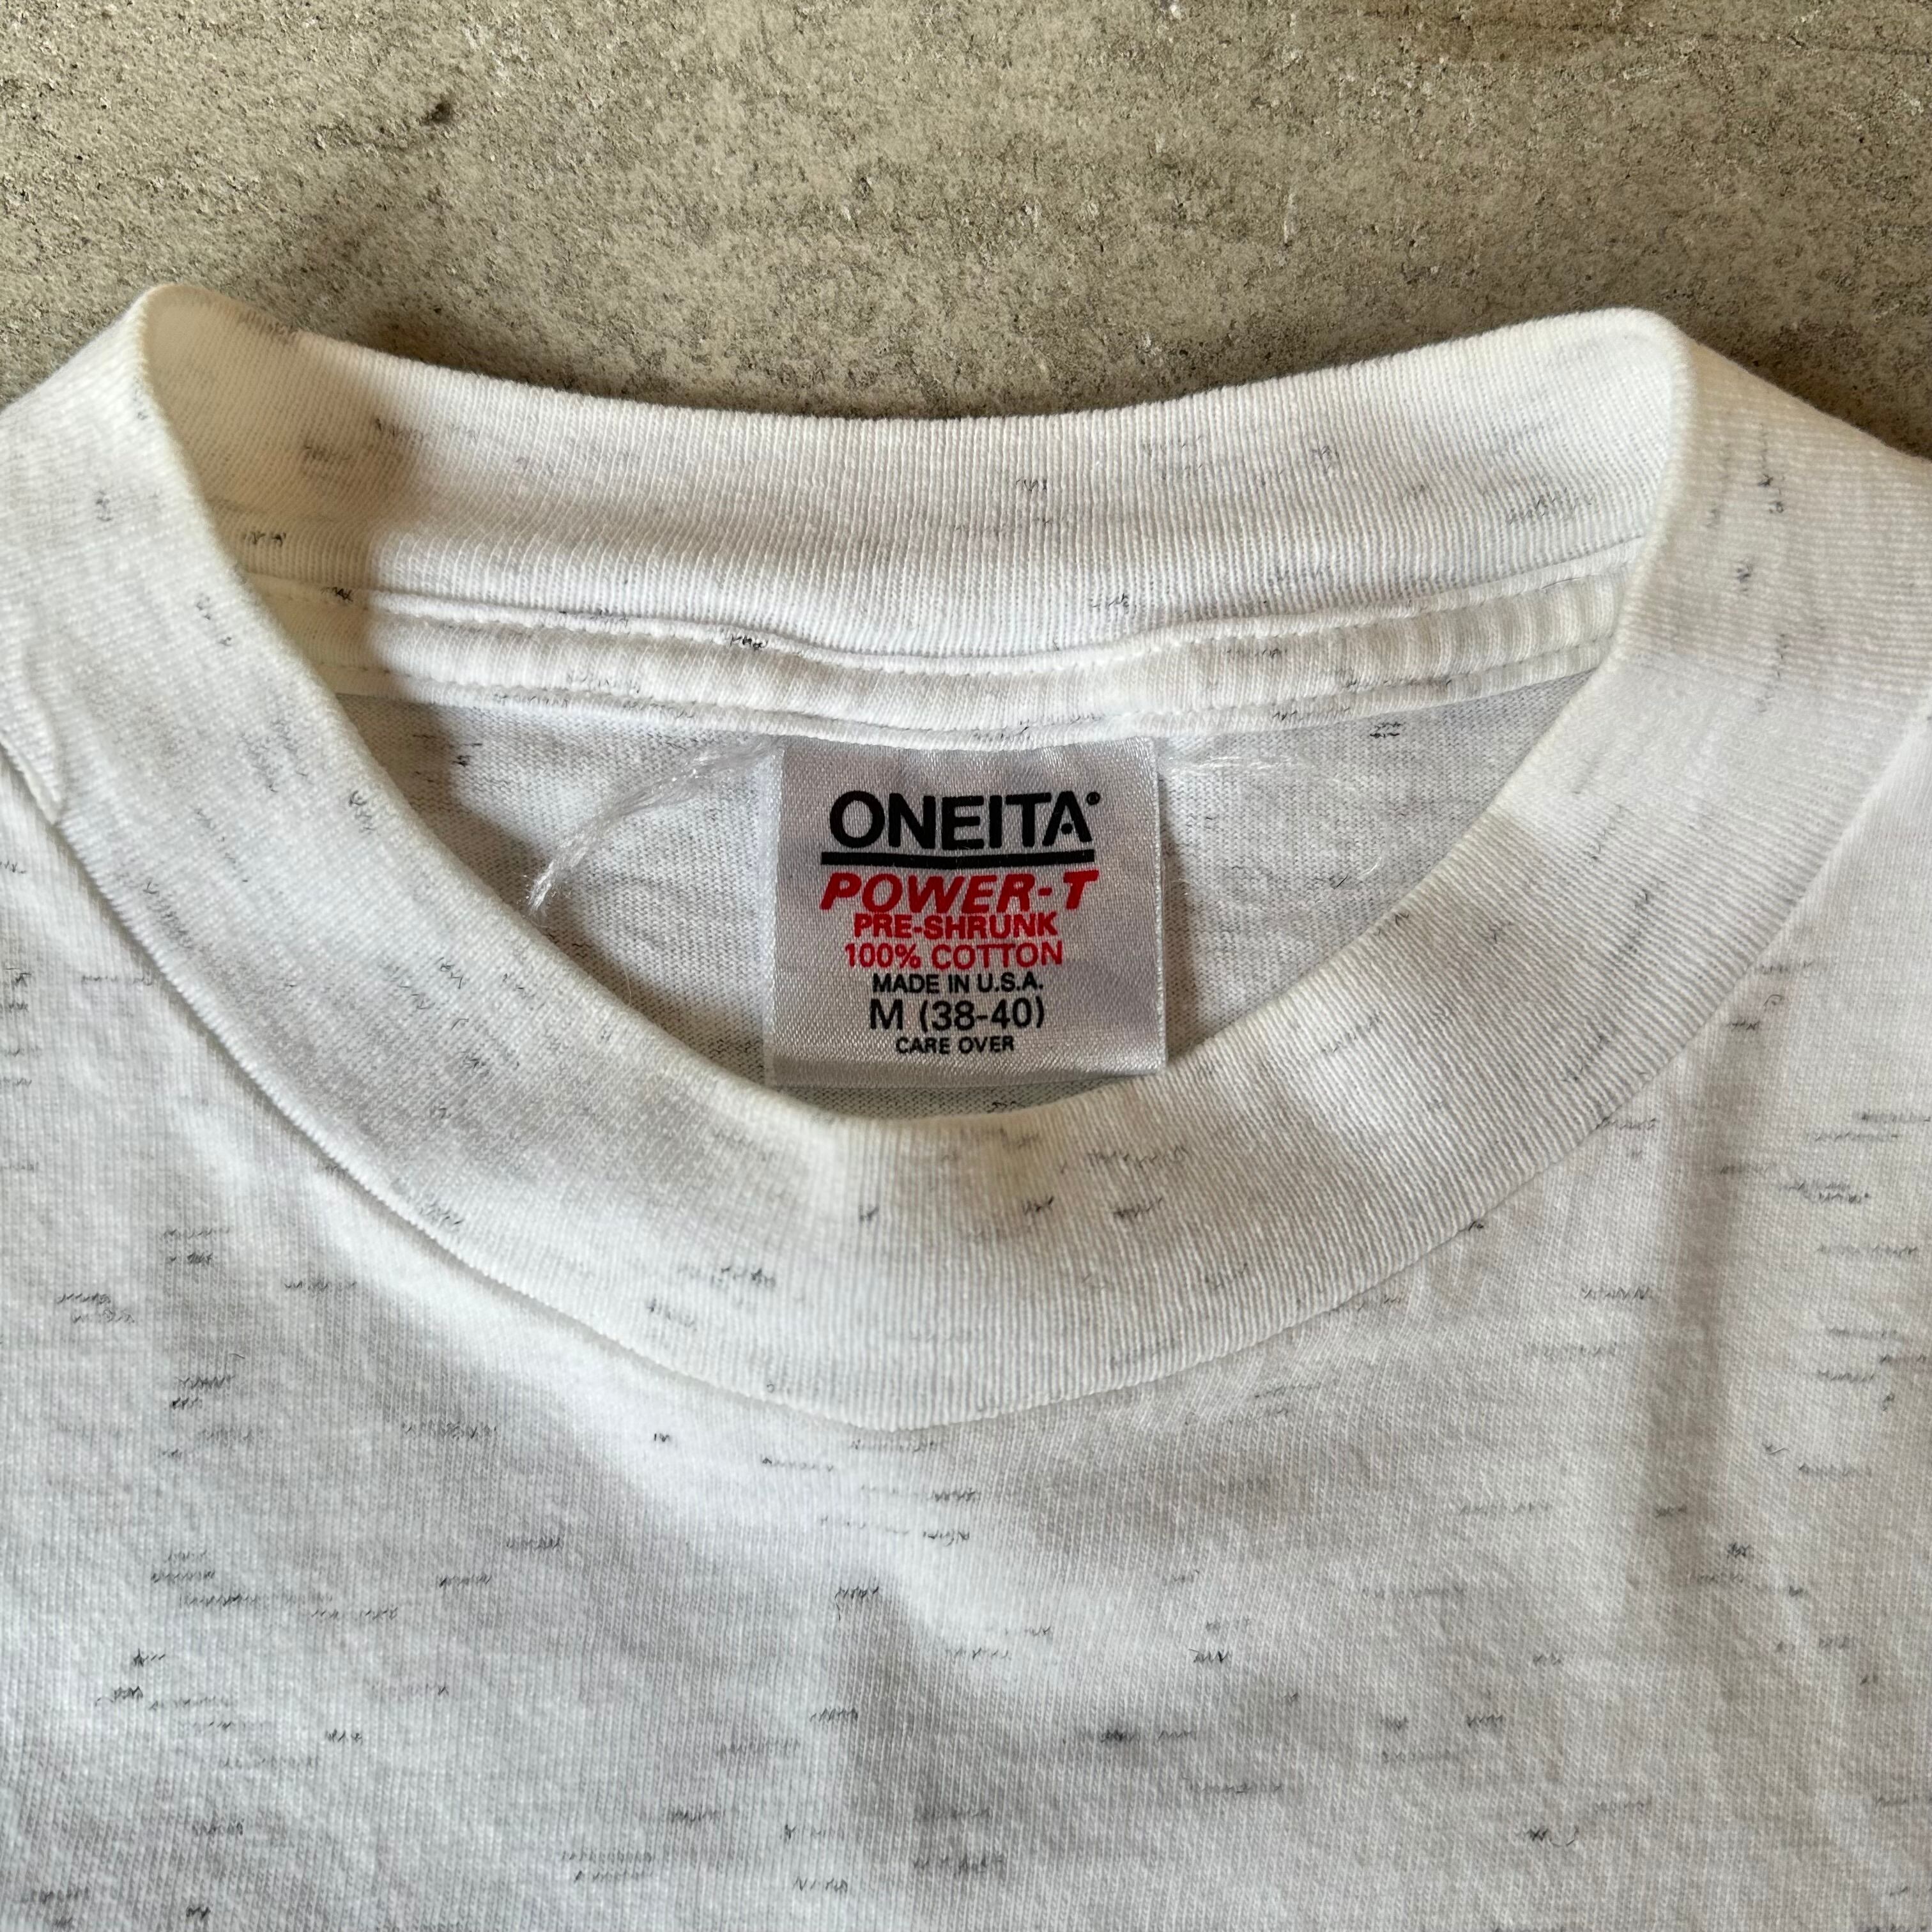 ONEITA®
POWER-T
PRE-SHRUNK
100% COTTON
MADE IN U.S.A.
M (38-40)
CARE OVER